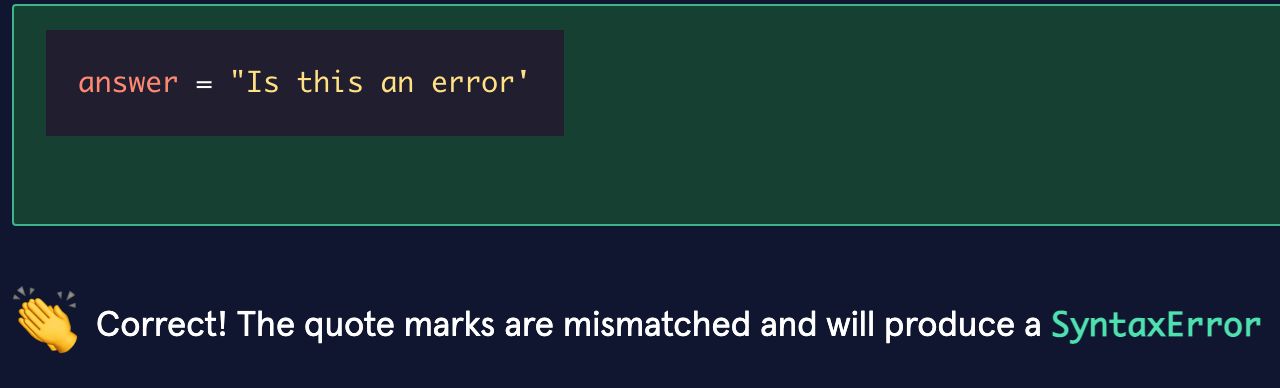 answer = "Is this an error'
Correct! The quote marks are mismatched and will produce a SyntaxError